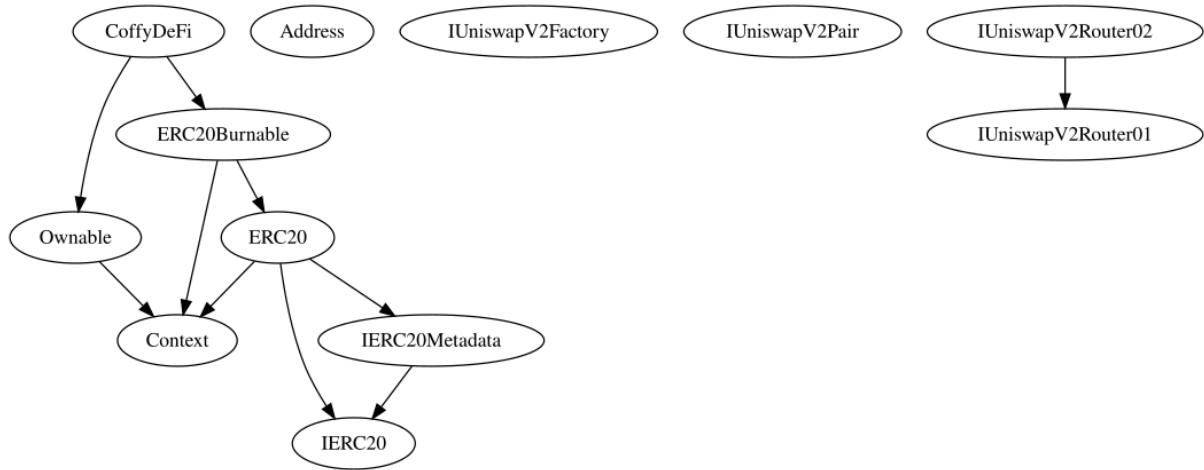 CoffyDeFi
Address
IUniswapV2Factory
IUniswapV2Pair
IUniswapV2Router02
ERC20Burnable
IUniswapV2Router01
Ownable
ERC20
Context
IERC20Metadata
IERC20